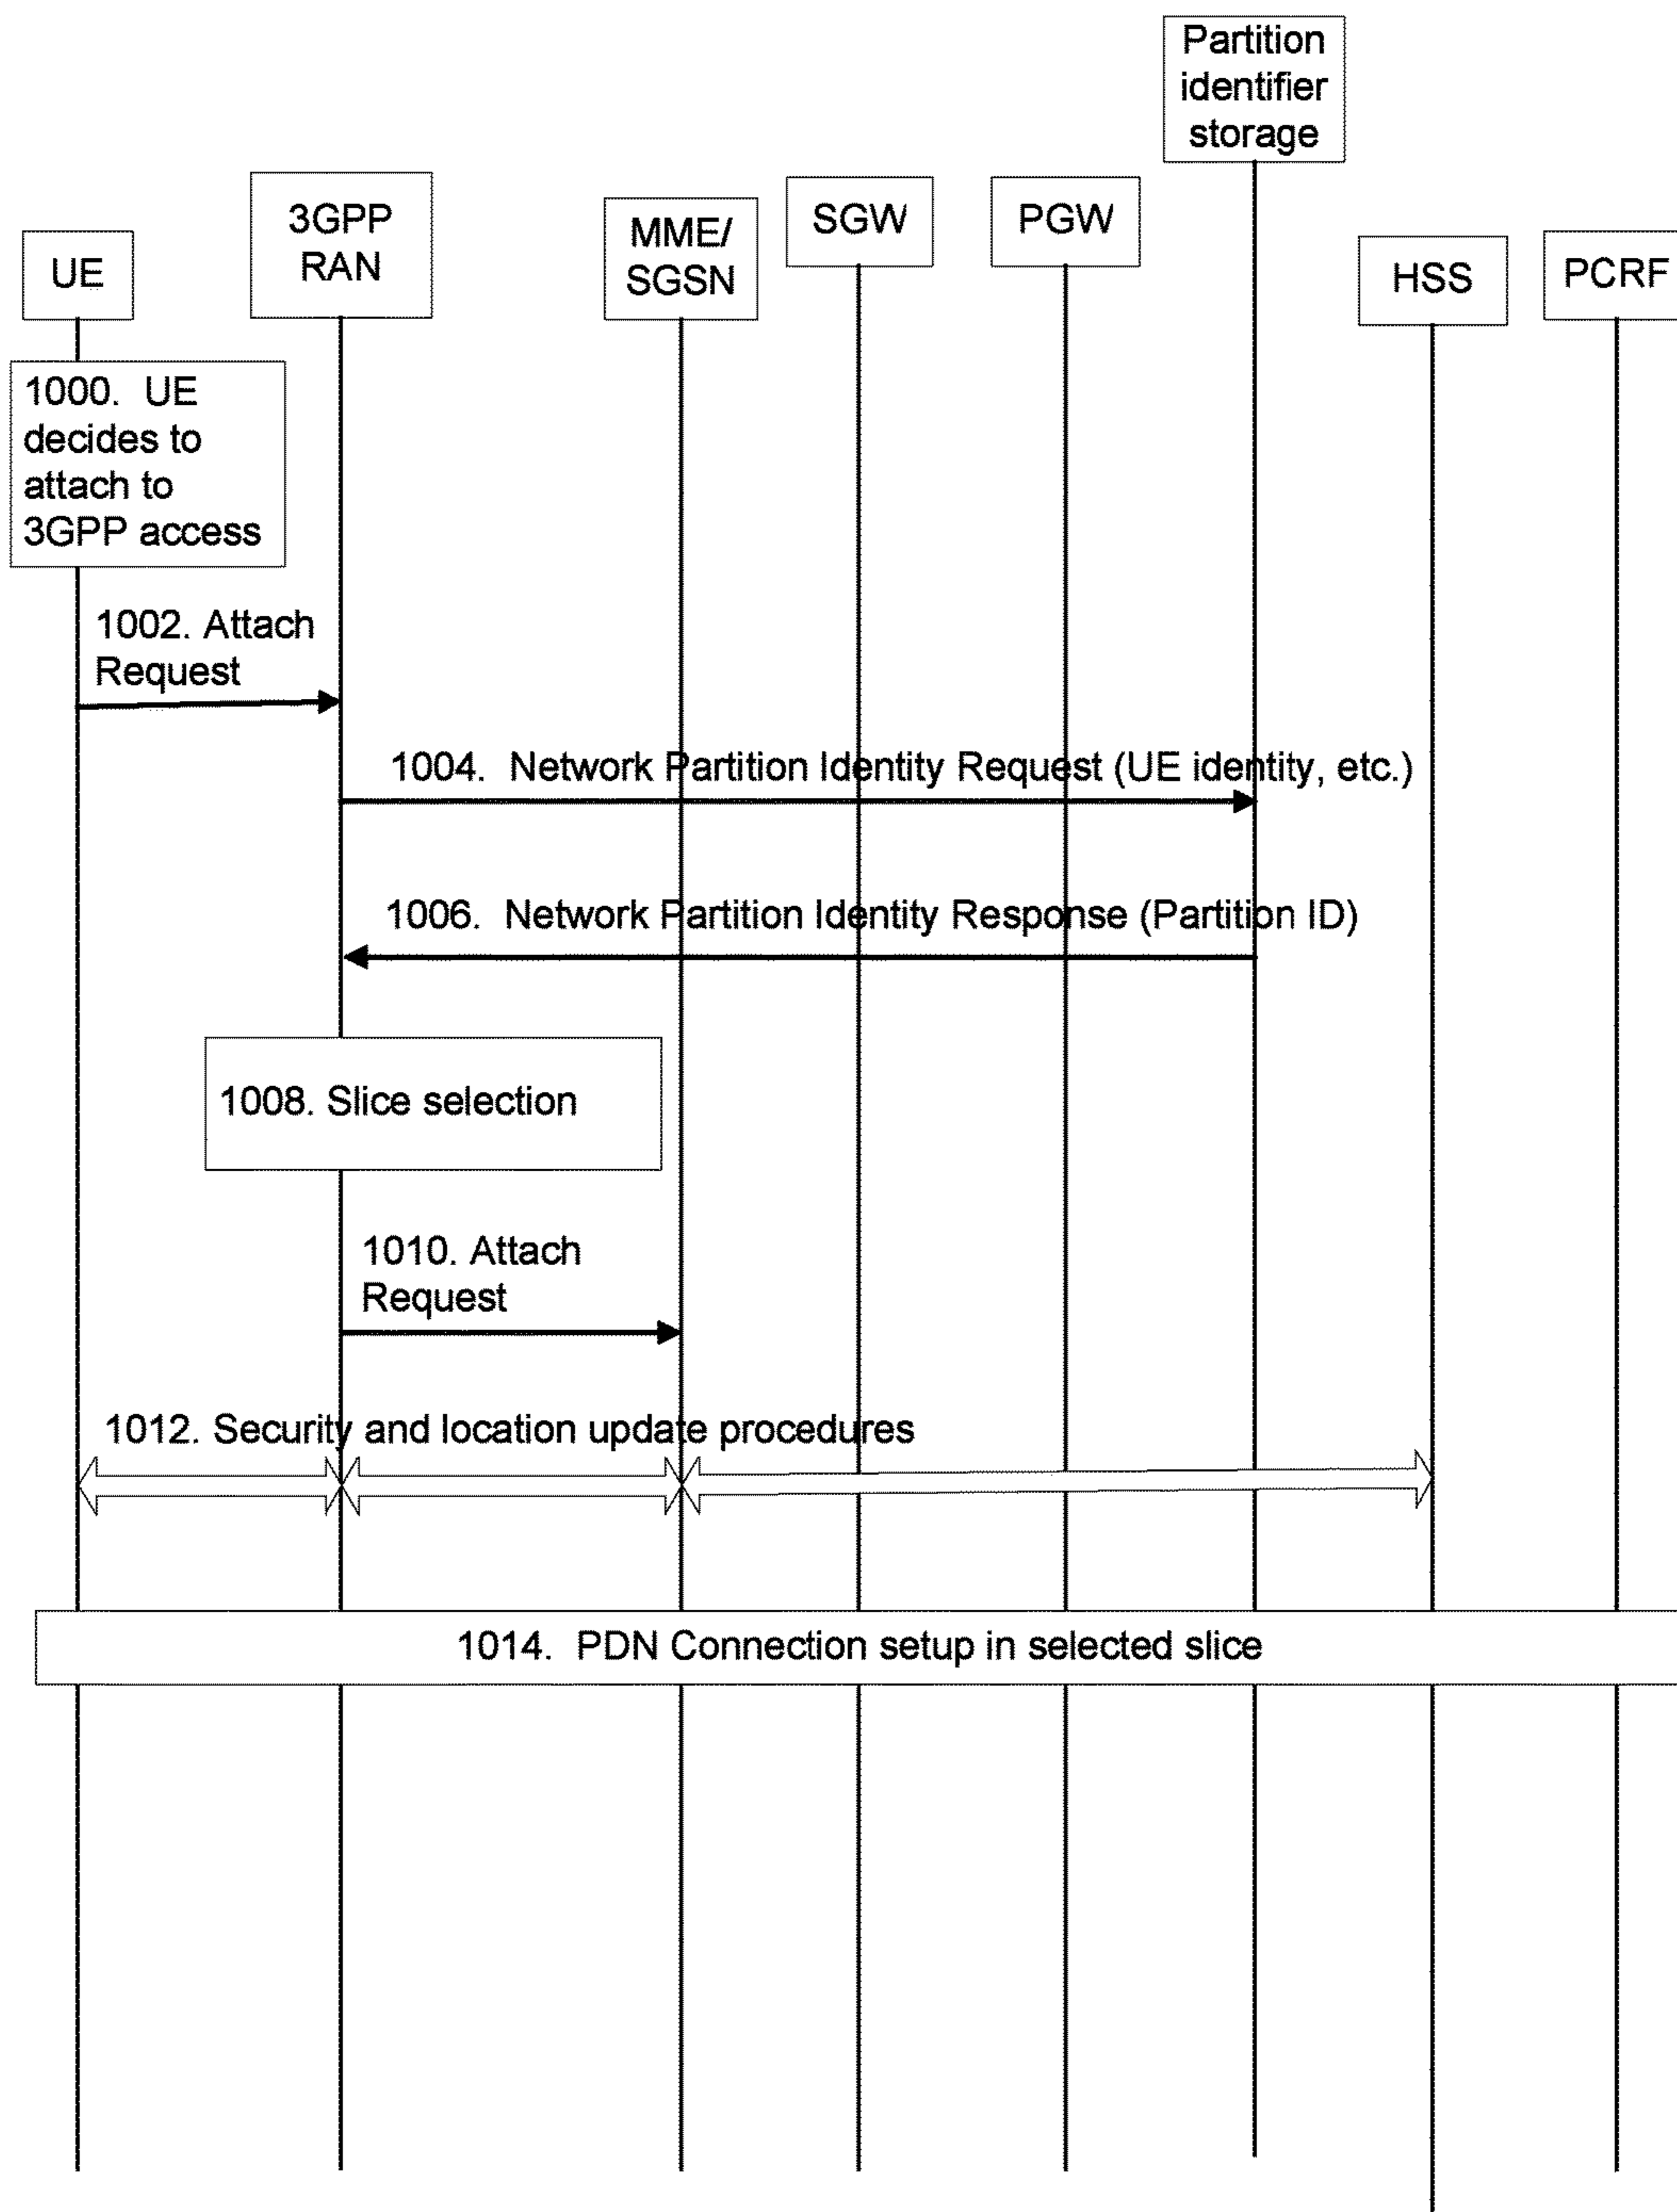 Partition
identifier
storage
3GPP
RAN
SGW
PGW
MME/
SGSN
UE
HSS
PCRF
1000. UE
decides to
attach to
3GPP access
1002. Attach
Request
1004. Network Partition Identity Request (UE identity, etc.)
1006. Network Partition Identity Response (Partition ID)
1008. Slice selection
1010. Attach
Request
1012. Security and location update procedures
1014. PDN Connection setup in selected slice